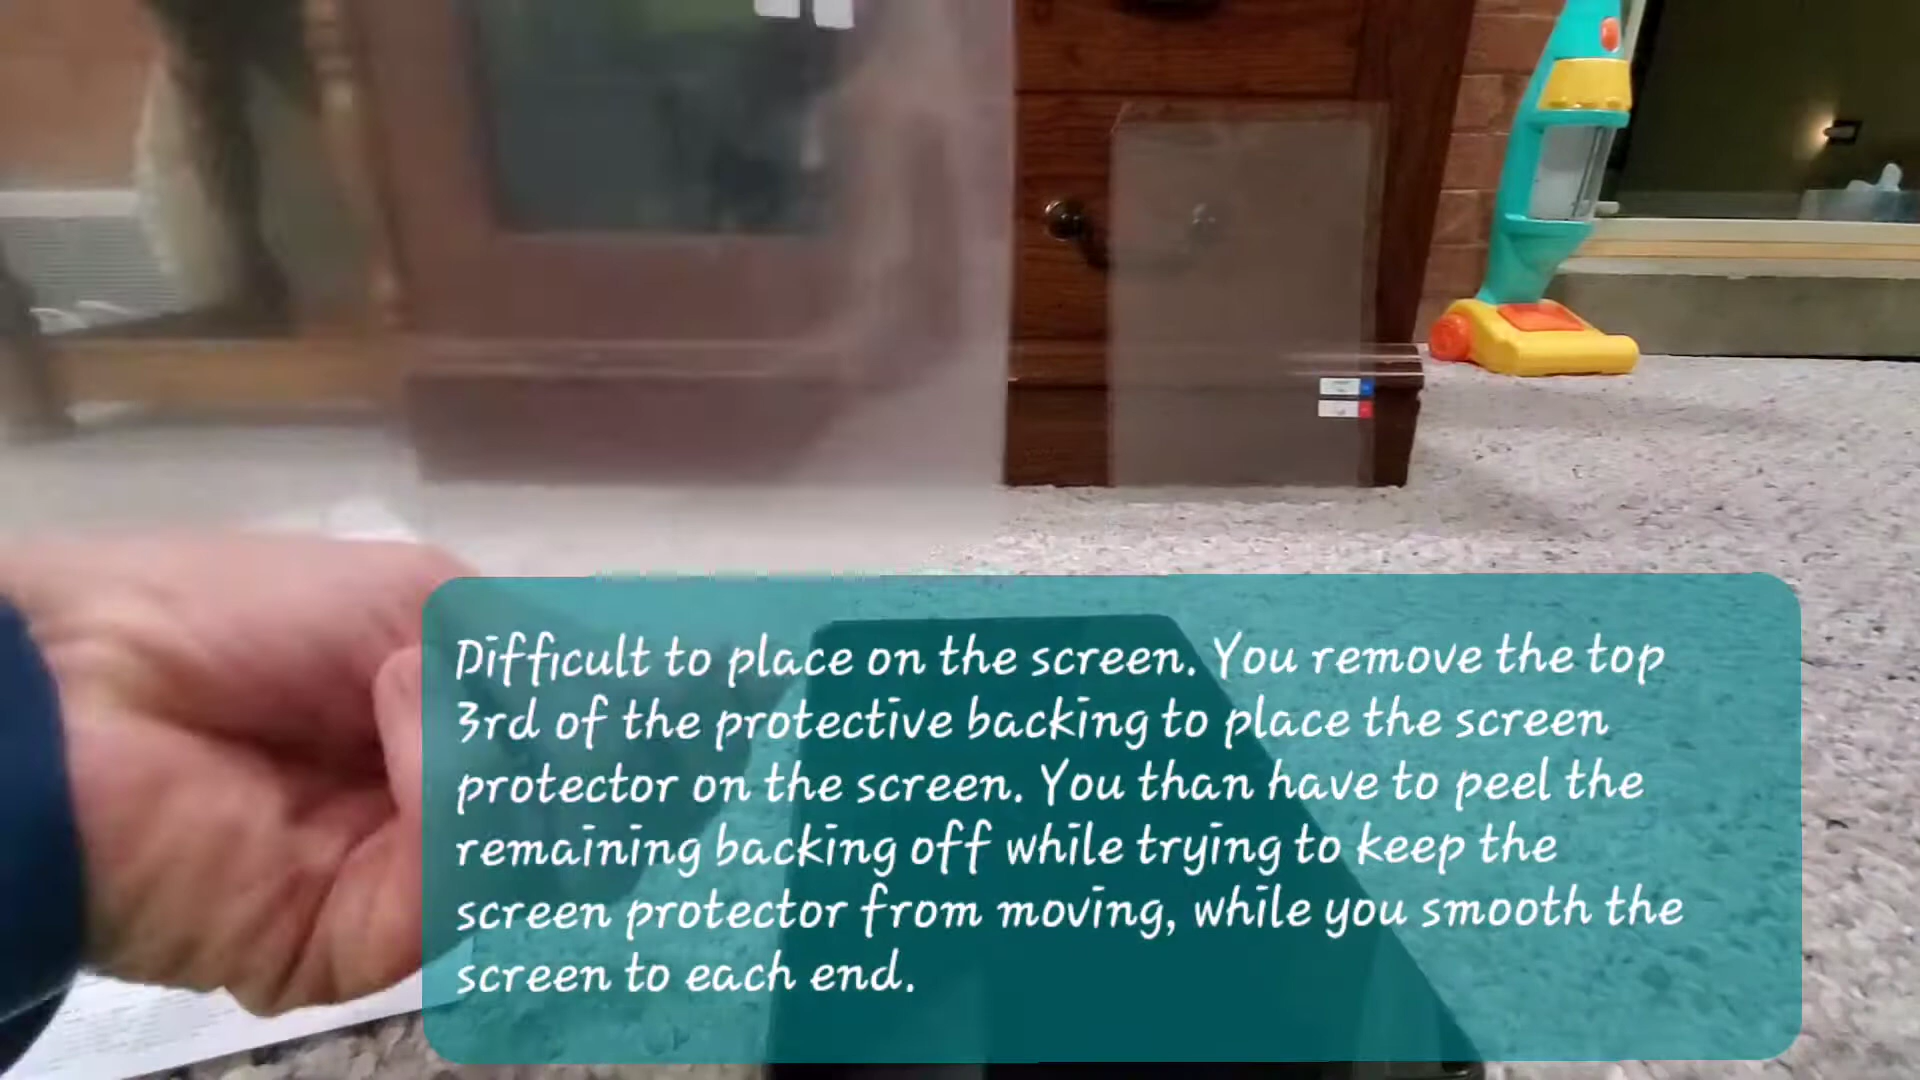 Difficult to place on the screen. You remove the top
3rd of the protective backing to place the screen
protector on the screen. You than have to peel the
remaining backing off while trying to keep the
screen protector from moving, while you smooth the
screen to each end.